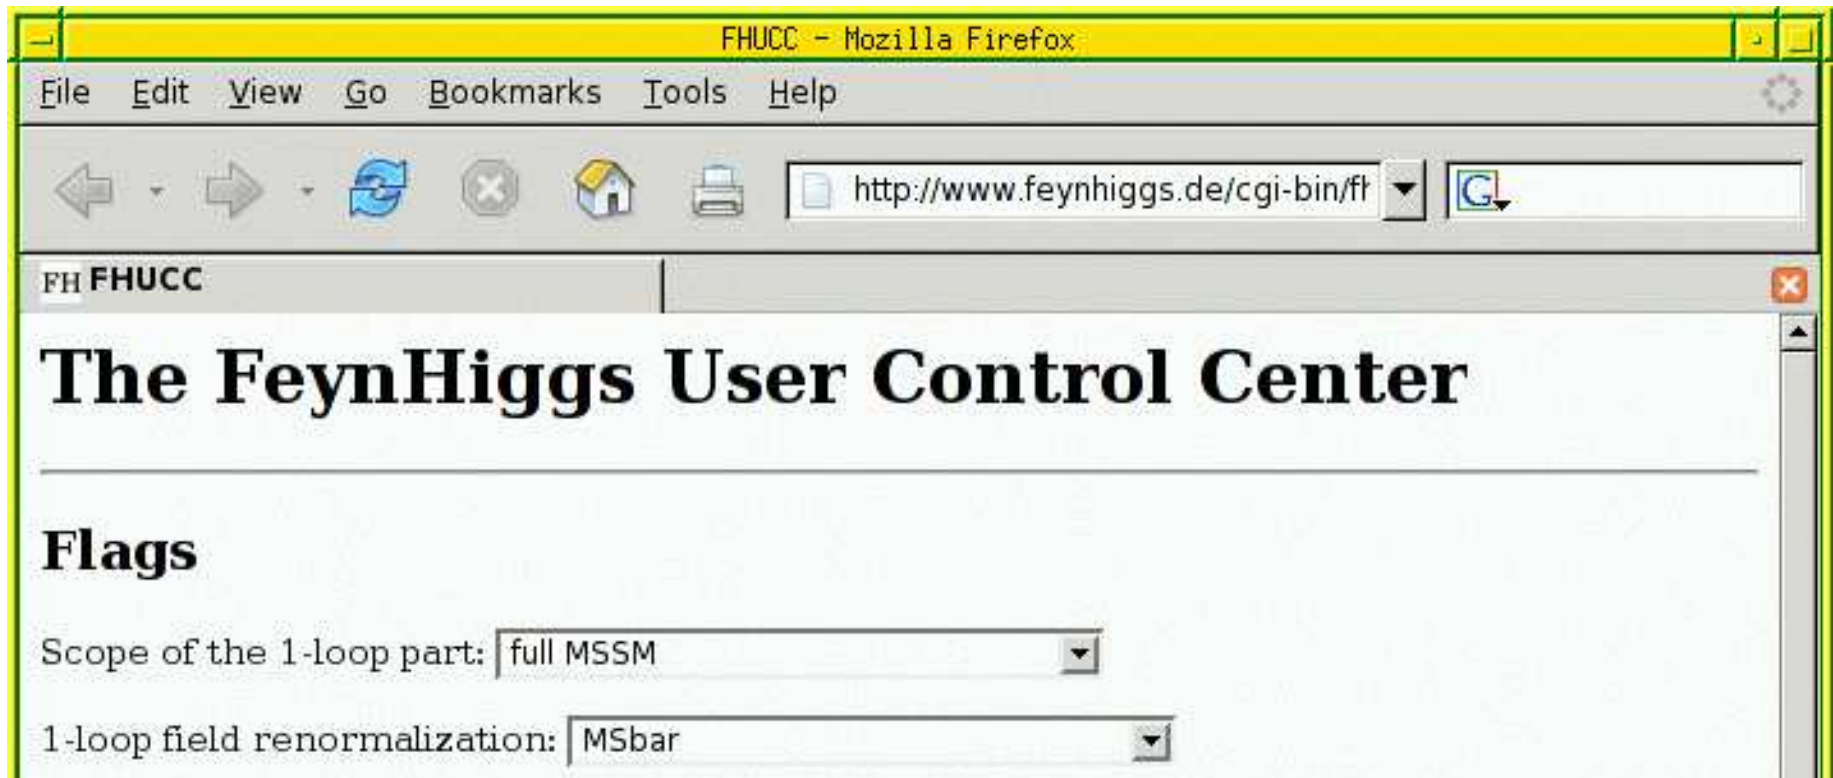 FHUCC - Mozilla Firefox
File Edit View Go Bookmarks Tools Help
http://www.feynhiggs.de/cgi-bin/fh G
FH FHUCC
The FeynHiggs User Control Center
Flags
Scope of the 1-loop part: full MSSM
1-loop field renormalization: MSbar